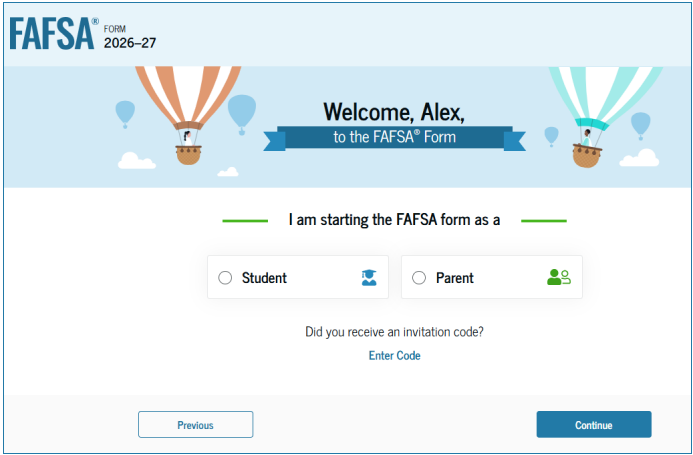 FAFSA® FORM
2026–27
Welcome, Alex,
to the FAFSA® Form
I am starting the FAFSA form as a
Student
Parent
Did you receive an invitation code?
Enter Code
Previous
Continue